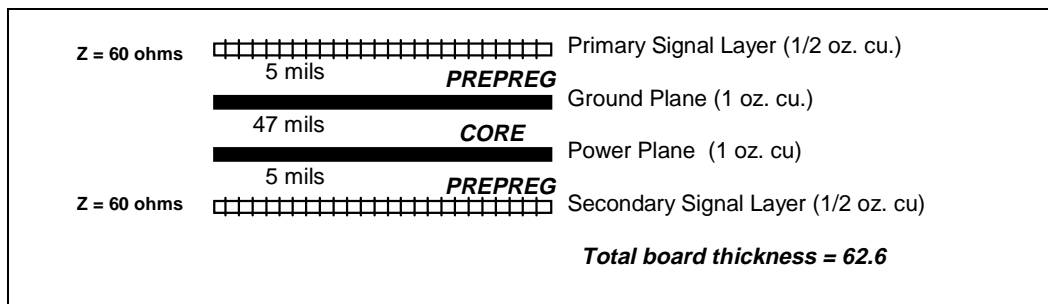 Z = 60 ohms
Primary Signal Layer (1/2 oz. cu.)
5 mils
PREPREG
Ground Plane (1 oz. cu.)
47 mils
CORE
Power Plane (1 oz. cu)
5 mils
PREPREG
Z = 60 ohms
Secondary Signal Layer (1/2 oz. cu)
Total board thickness = 62.6